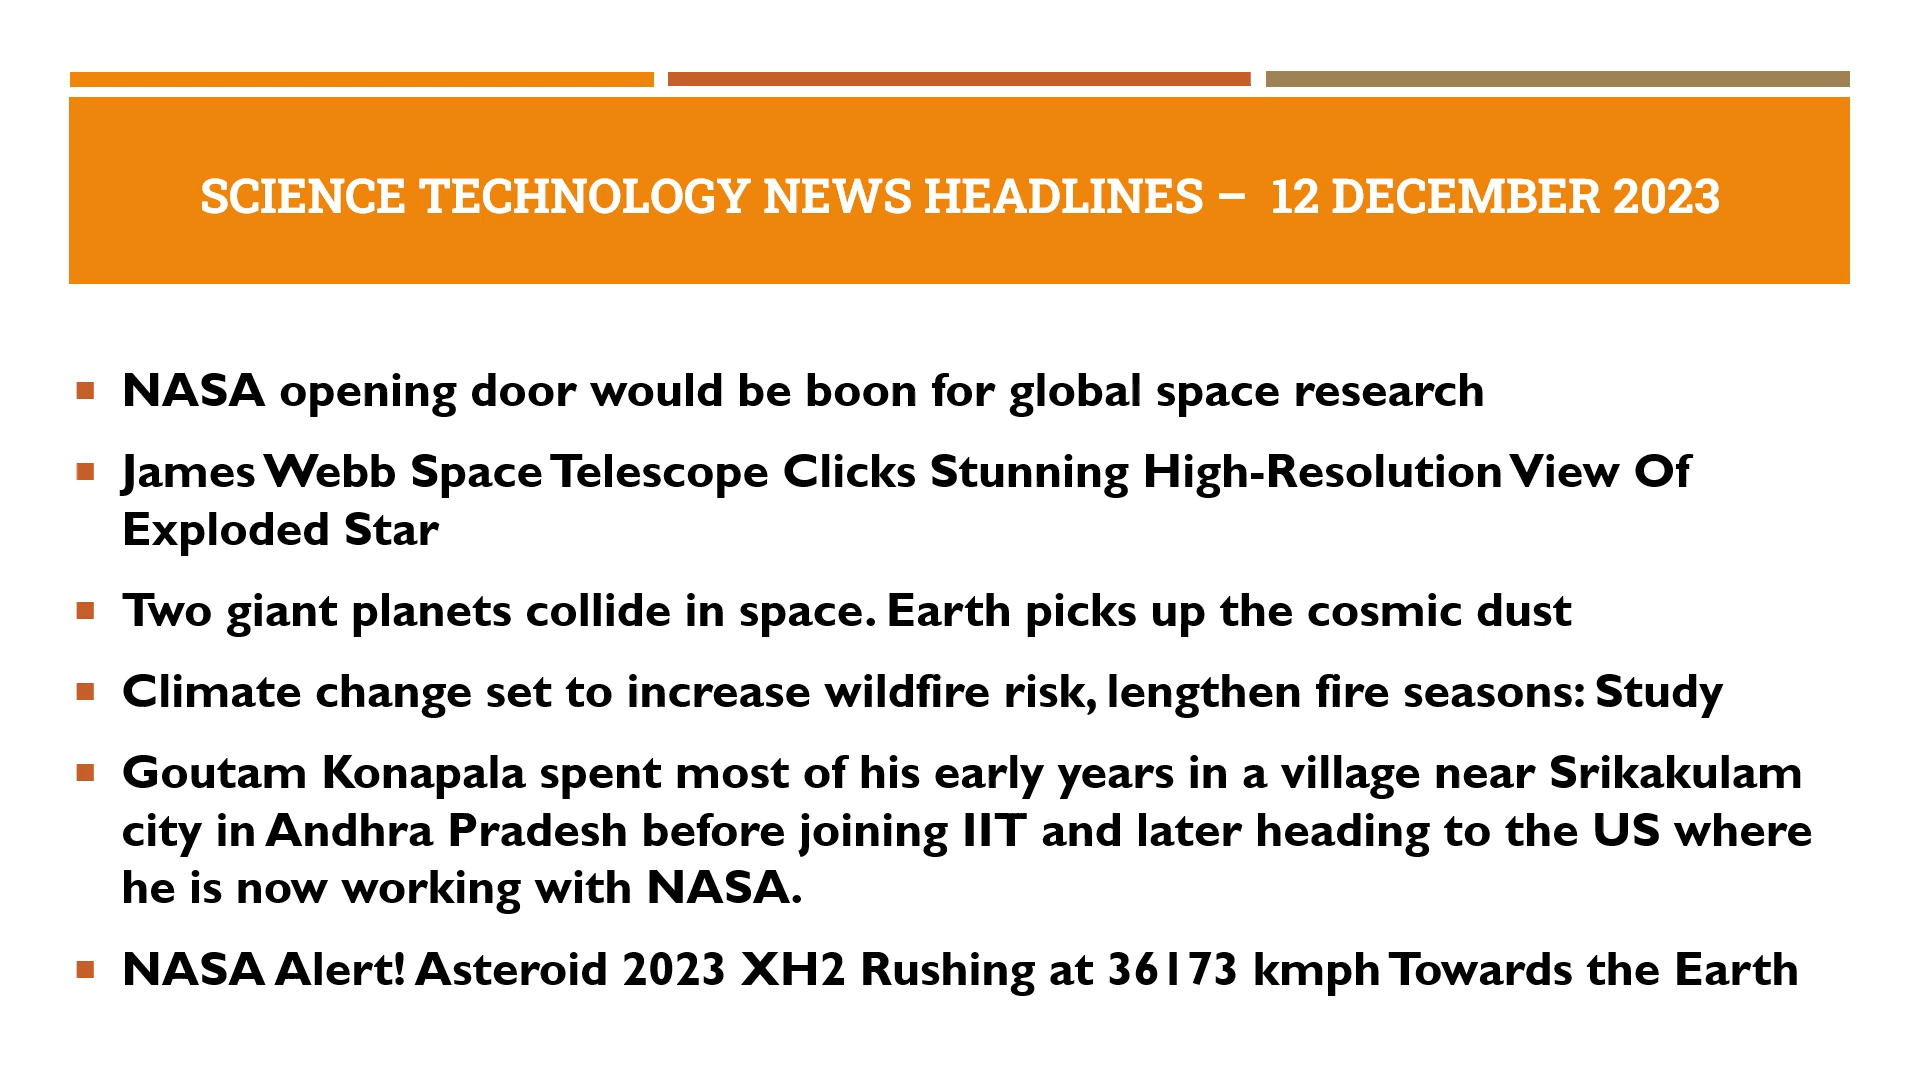 SCIENCE TECHNOLOGY NEWS HEADLINES – 12 DECEMBER 2023
NASA opening door would be boon for global space research
James Webb Space Telescope Clicks Stunning High-Resolution View Of
Exploded Star
Two giant planets collide in space. Earth picks up the cosmic dust
Climate change set to increase wildfire risk, lengthen fire seasons: Study
Goutam Konapala spent most of his early years in a village near Srikakulam
city in Andhra Pradesh before joining IIT and later heading to the US where
he is now working with NASA.
NASA Alert! Asteroid 2023 XH2 Rushing at 36173 kmph Towards the Earth